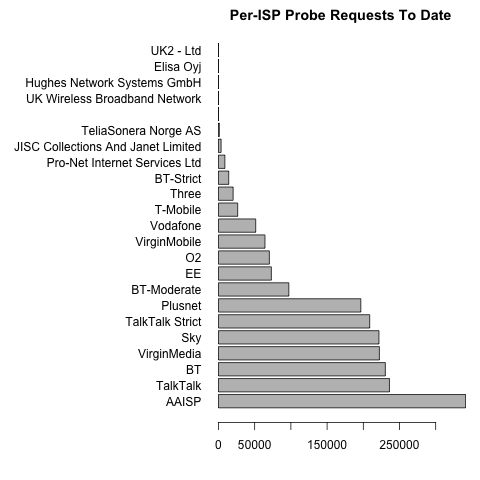 Per-ISP Probe Requests To Date
UK2 - Ltd
Elisa Oyj
Hughes Network Systems GmbH
UK Wireless Broadband Network
TeliaSonera Norge AS
JISC Collections And Janet Limited
Pro-Net Internet Services Ltd
BT-Strict
Three
T-Mobile
Vodafone
VirginMobile
O2
EE
BT-Moderate
Plusnet
TalkTalk Strict
Sky
VirginMedia
BT
TalkTalk
AAISP
0 50000 150000 250000